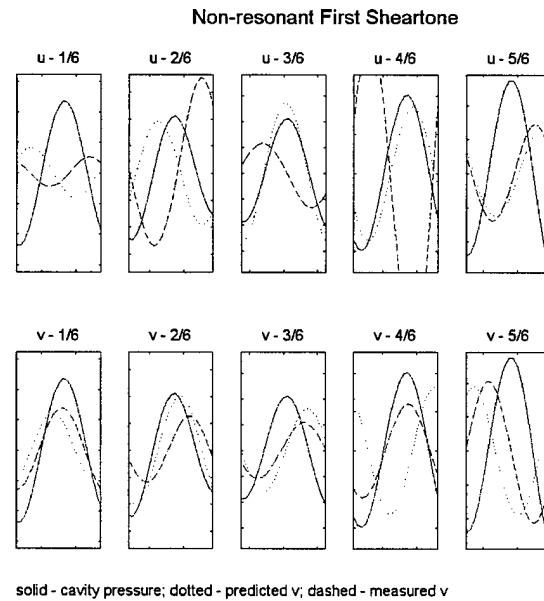 Non-resonant First Sheartone
u - 1/6 u - 2/6 u - 3/6 u - 4/6 u - 5/6
v - 1/6 v - 2/6 v - 3/6 v - 4/6 v - 5/6
solid - cavity pressure; dotted - predicted v; dashed - measured v